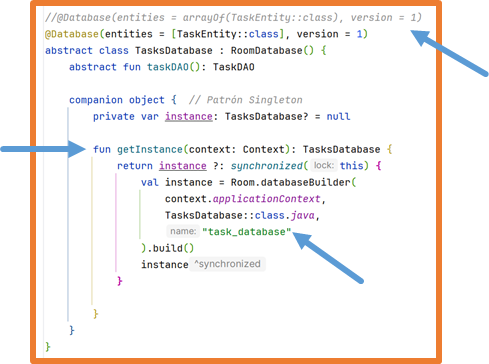 //@Database(entities = arrayOf(TaskEntity::class), version = 1)
@Database(entities = [TaskEntity::class], version = 1)
abstract class TasksDatabase : RoomDatabase() {
abstract fun taskDAO(): TaskDAO
companion object { // Patrón Singleton
private var instance: TasksDatabase? = null
fun getInstance(context: Context): TasksDatabase {
return instance ?: synchronized( lock: this) {
val instance = Room.databaseBuilder(
context.applicationContext,
TasksDatabase::class.java,
name: "task_database"
).build()
instance ^synchronized
}
}
}
}